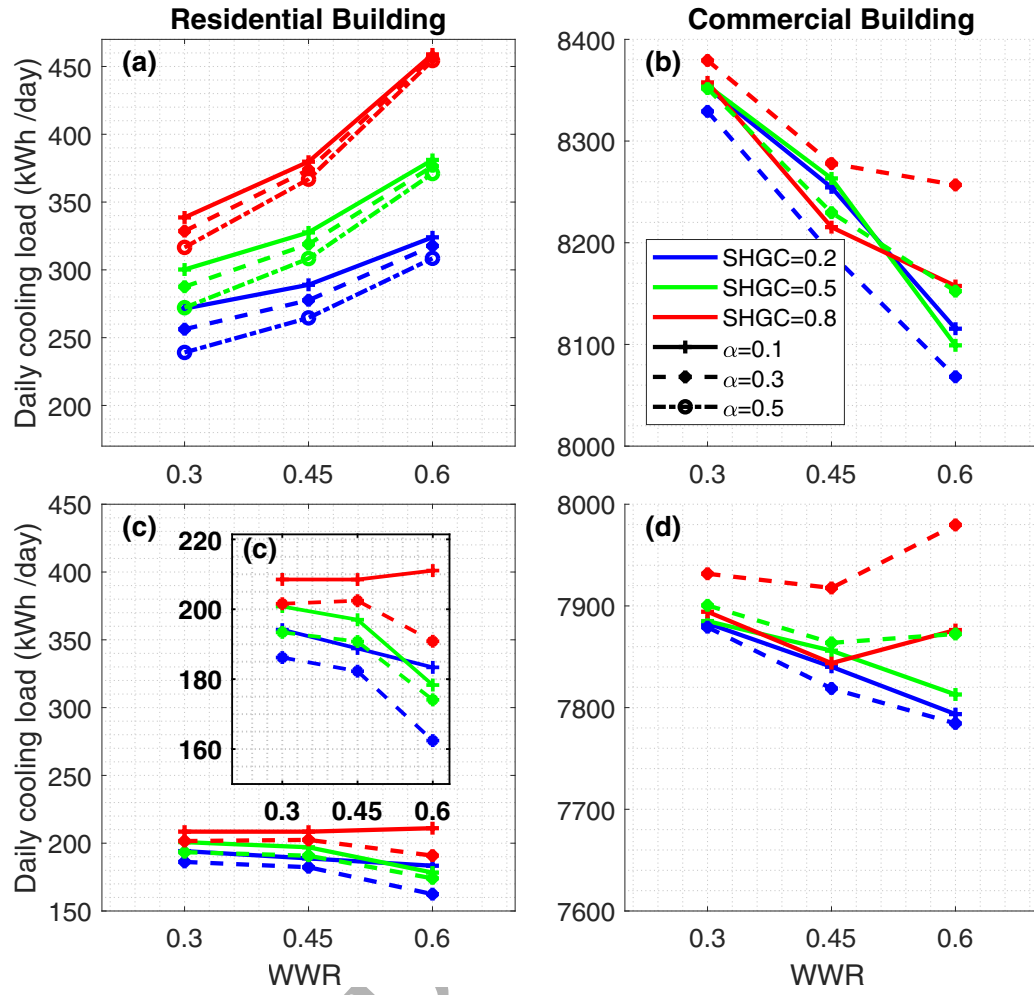 Residential Building
Commercial Building
(a)
Daily cooling load (kWh /day)
450
400
350
300
250
200
0.3
0.45
0.6
(b)
8400
8300
8200
8100
8000
0.3
0.45
0.6
SHGC=0.2
SHGC=0.5
SHGC=0.8
α=0.1
α=0.3
α=0.5
(c)
Daily cooling load (kWh /day)
450
400
350
300
250
200
150
0.3
0.45
0.6
WWR
(c)
220
200
180
160
0.3
0.45
0.6
(d)
8000
7900
7800
7700
7600
0.3
0.45
0.6
WWR